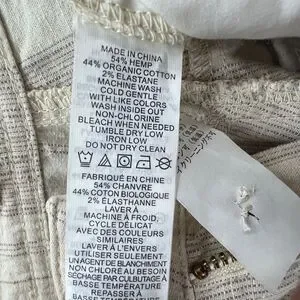 MADE IN CHINA
54% HEMP
44% ORGANIC COTTON
2% ELASTANE
MACHINE WASH
COLD GENTLE
WITH LIKE COLORS
WASH INSIDE OUT
NON-CHLORINE
BLEACH WHEN NEEDED
TUMBLE DRY LOW
IRON LOW
DO NOT DRY CLEAN
FABRIQUÉ EN CHINE
54% CHANVRE
44% COTON BIOLOGIQUE
2% ÉLASTHANNE
LAVER À
MACHINE À FROID,
CYCLE DÉLICAT
AVEC DES COULEURS
SIMILAIRES
LAVER À L'ENVERS
UTILISER SEULEMENT
UN AGENT DE BLANCHIMENT
NON CHLORÉ AU BESOIN
SÉCHAGE PAR CULBUTAGE À
BASSE TEMPÉRATURE
REPASSER À
BASSE TEMPÉRATURE